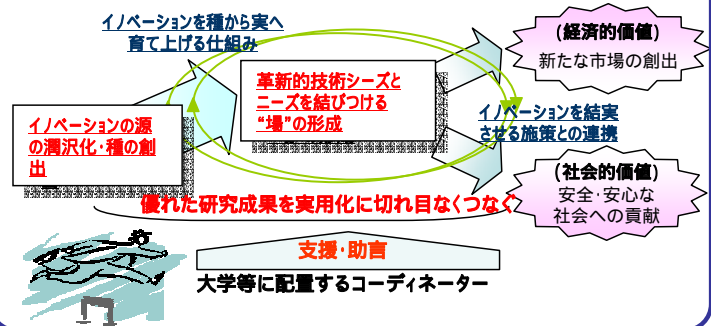 イノベーションを種から実へ
育て上げる仕組み
(経済的価値)
新たな市場の創出
革新的技術シーズと
ニーズを結びつける
“場”の形成
イノベーションの源
の潤沢化・種の創
出
イノベーションを結実
させる施策との連携
(社会的価値)
安全・安心な
社会への貢献
優れた研究成果を実用化に切れ目なくつなぐ
支援・助言
大学等に配置するコーディネーター